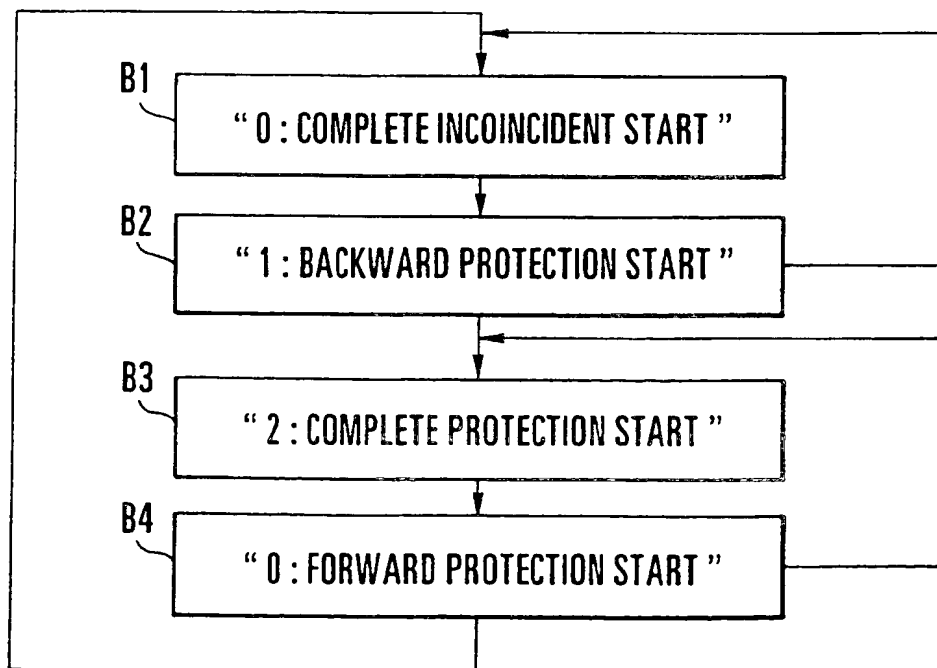 B1
“ 0 : COMPLETE INCOINCIDENT START ”
B2
“ 1 : BACKWARD PROTECTION START ”
B3
“ 2 : COMPLETE PROTECTION START ”
B4
“ 0 : FORWARD PROTECTION START ”